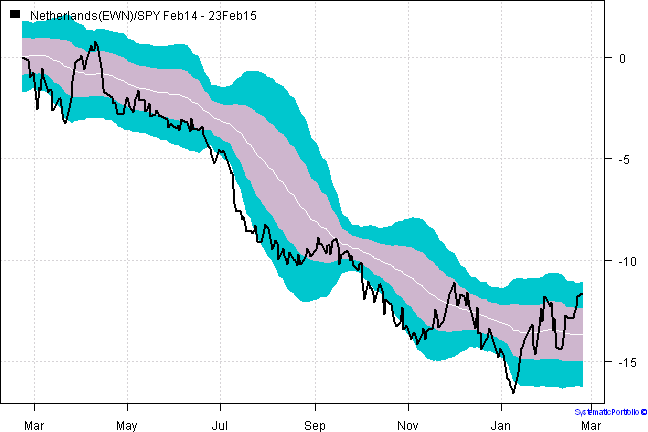 Netherlands(EWN)/SPY Feb14 - 23Feb15
0
-5
-10
-15
SystematicPortfolio ©
Mar May Jul Sep Nov Jan Mar